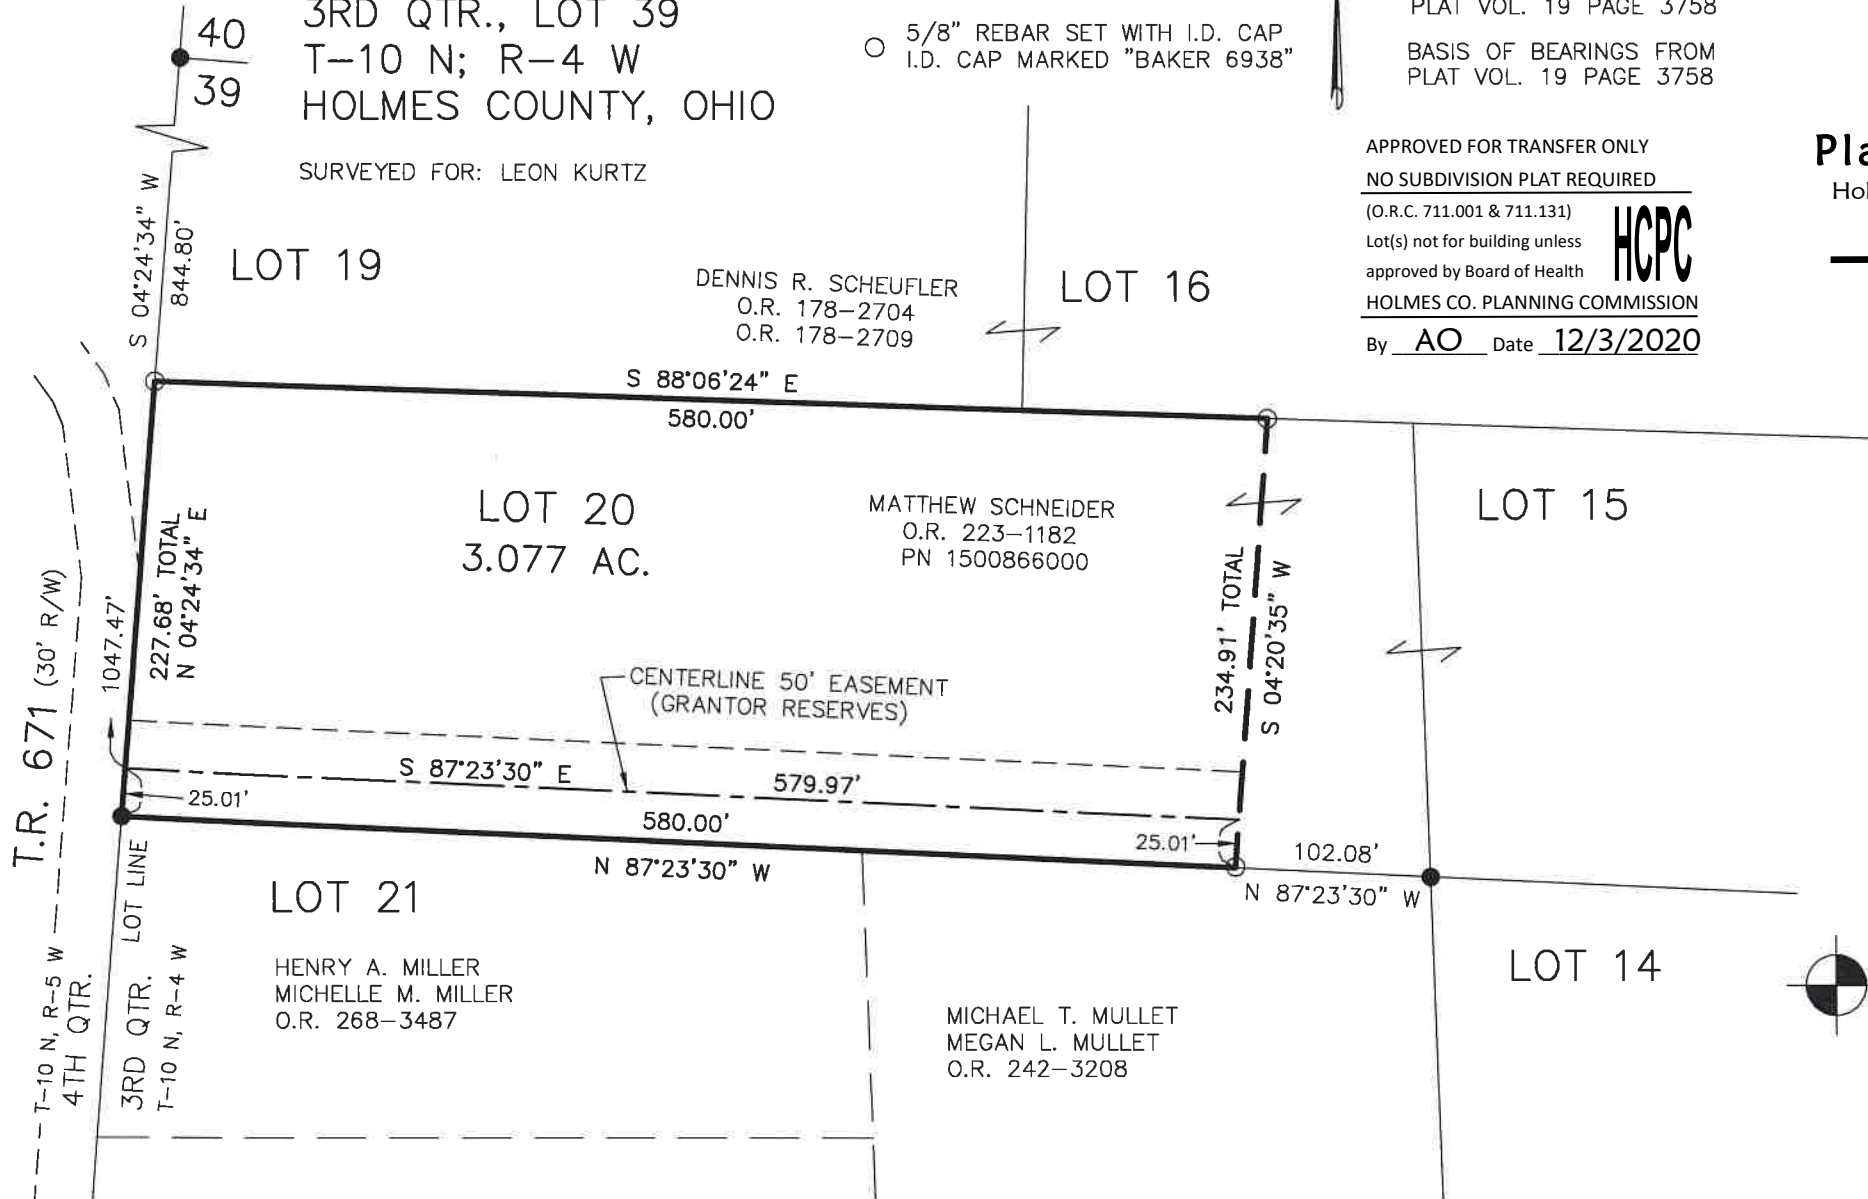 40
39
3RD QTR., LOT 39
T-10 N; R-4 W
HOLMES COUNTY, OHIO
SURVEYED FOR: LEON KURTZ
5/8" REBAR SET WITH I.D. CAP
I.D. CAP MARKED "BAKER 6938"
PLAT VOL. 19 PAGE 3758
BASIS OF BEARINGS FROM
PLAT VOL. 19 PAGE 3758
APPROVED FOR TRANSFER ONLY
NO SUBDIVISION PLAT REQUIRED
(O.R.C. 711.001 & 711.131)
Lot(s) not for building unless
approved by Board of Health
HCPC
HOLMES CO. PLANNING COMMISSION
By AO Date 12/3/2020
Pla
Hol
S 04°24'34" W
844.80'
LOT 19
DENNIS R. SCHEUFLER
O.R. 178-2704
O.R. 178-2709
LOT 16
S 88°06'24" E
580.00'
LOT 20
3.077 AC.
MATTHEW SCHNEIDER
O.R. 223-1182
PN 1500866000
LOT 15
T.R. 671 (30' R/W)
1047.47'
227.68' TOTAL
N 04°24'34" E
234.91' TOTAL
S 04°20'35" W
CENTERLINE 50' EASEMENT
(GRANTOR RESERVES)
S 87°23'30" E
579.97'
25.01'
580.00'
25.01'
N 87°23'30" W
102.08'
N 87°23'30" W
LOT 21
HENRY A. MILLER
MICHELLE M. MILLER
O.R. 268-3487
MICHAEL T. MULLET
MEGAN L. MULLET
O.R. 242-3208
LOT 14
T-10 N, R-5 W
4TH QTR.
3RD QTR. LOT LINE
T-10 N, R-4 W